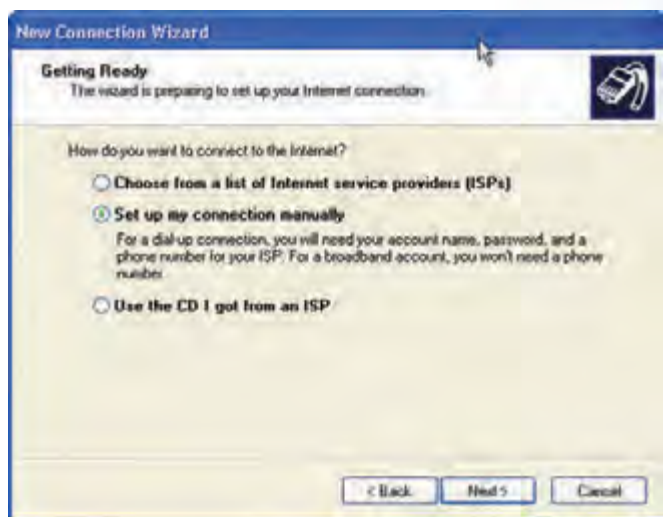 New Connection Wizard
Getting Ready
The wizard is preparing to set up your Internet connection.
How do you want to connect to the Internet?
Choose from a list of Internet service providers (ISPs)
Set up my connection manually
For a dial-up connection, you will need your account name, password, and a
phone number for your ISP. For a broadband account, you won't need a phone
number.
Use the CD I got from an ISP
< Back
Next >
Cancel